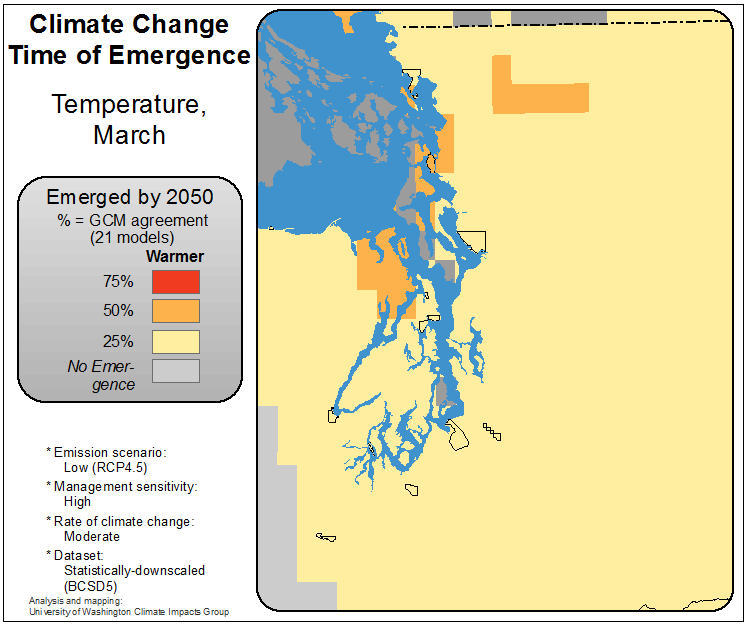 Climate Change
Time of Emergence
Temperature,
March
Emerged by 2050
% = GCM agreement
(21 models)
Warmer
75%
50%
25%
No Emer-
gence
* Emission scenario:
Low (RCP4.5)
* Management sensitivity:
High
* Rate of climate change:
Moderate
* Dataset:
Statistically-downscaled
(BCSD5)
Analysis and mapping:
University of Washington Climate Impacts Group